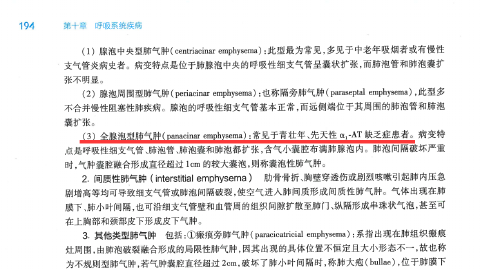 194 第十章 呼吸系统疾病
(1) 腺泡中央型肺气肿(centriacinar emphysema):此型最为常见,多见于中老年吸烟者或有慢性
支气管炎病史者。病变特点是位于肺腺泡中央的呼吸性细支气管呈囊状扩张,而肺泡管和肺泡囊扩
张不明显。
(2) 腺泡周围型肺气肿(periacinar emphysema):也称隔旁肺气肿(paraseptal emphysema),此型多
不合并慢性阻塞性肺疾病。腺泡的呼吸性细支气管基本正常,而远侧端位于其周围的肺泡管和肺泡
囊扩张。
(3) 全腺泡型肺气肿(panacinar emphysema):常见于青壮年、先天性 α₁-AT 缺乏症患者。病变特
点是呼吸性细支气管、肺泡管、肺泡囊和肺泡都扩张,含气小囊腔布满肺腺泡内。肺泡间隔破坏严重
时,气肿囊腔融合形成直径超过 1cm 的较大囊泡,则称囊泡性肺气肿。
2. 间质性肺气肿(interstitial emphysema) 肋骨骨折、胸壁穿透伤或剧烈咳嗽引起肺内压急
剧增高等均可导致细支气管或肺泡间隔破裂,使空气进入肺间质形成间质性肺气肿。气体出现在肺
膜下、肺小叶间隔,也可沿细支气管壁和血管周的组织间隙扩散至肺门、纵隔形成串珠状气泡,甚至可
在上胸部和颈部皮下形成皮下气肿。
3. 其他类型肺气肿 包括:①瘢痕旁气肿(paracicatricial emphysema):系指出现在肺组织瘢痕
灶周围,由肺泡破裂融合形成的局限性肺气肿,因其出现的具体位置不恒定且大小形态不一,故也称
为不规则型肺气肿,若气肿囊腔直径超过 2cm,破坏了肺小叶间隔时,称肺大疱(bullae),位于肺膜下